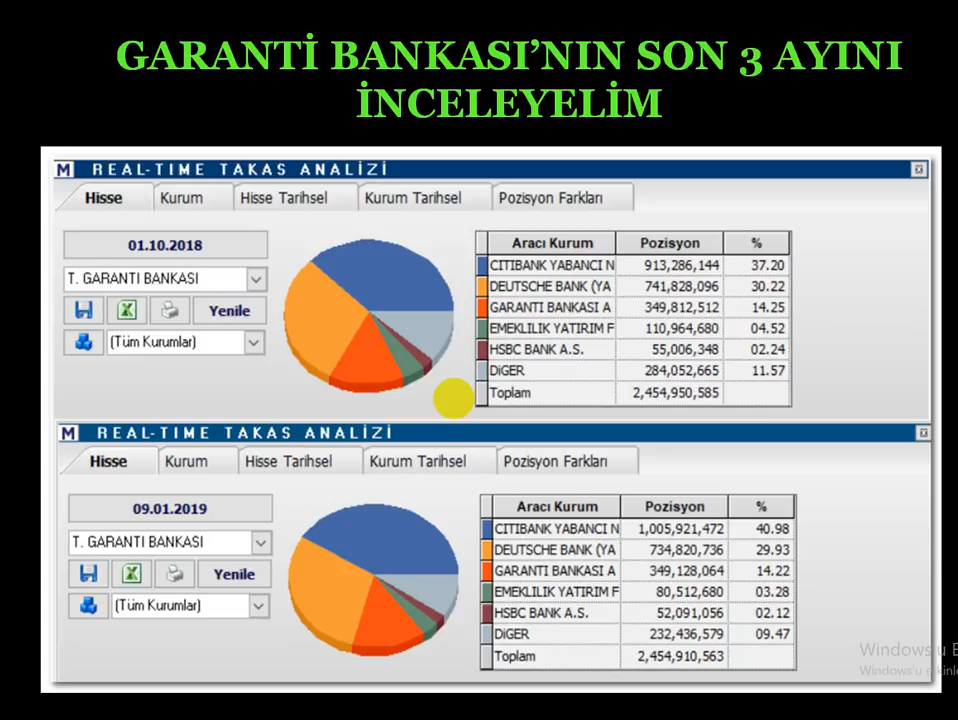 GARANTİ BANKASI’NIN SON 3 AYINI
İNCELEYELİM
M REAL-TIME TAKAS ANALİZİ
Hisse Kurum Hisse Tarihsel Kurum Tarihsel Pozisyon Farkları
01.10.2018
T. GARANTI BANKASI
Yenile
(Tüm Kurumlar)
Aracı Kurum Pozisyon %
CITIBANK YABANCI N 913,286,144 37.20
DEUTSCHE BANK (YA 741,828,096 30.22
GARANTI BANKASI A 349,812,512 14.25
EMEKLILIK YATIRIM F 110,964,680 04.52
HSBC BANK A.S. 55,006,348 02.24
DiGER 284,052,665 11.57
Toplam 2,454,950,585
M REAL-TIME TAKAS ANALİZİ
Hisse Kurum Hisse Tarihsel Kurum Tarihsel Pozisyon Farkları
09.01.2019
T. GARANTI BANKASI
Yenile
(Tüm Kurumlar)
Aracı Kurum Pozisyon %
CITIBANK YABANCI N 1,005,921,472 40.98
DEUTSCHE BANK (YA 734,820,736 29.93
GARANTI BANKASI A 349,128,064 14.22
EMEKLILIK YATIRIM F 80,512,680 03.28
HSBC BANK A.S. 52,091,056 02.12
DiGER 232,436,579 09.47
Toplam 2,454,910,563
Windows'u E
Windows'u etkinle